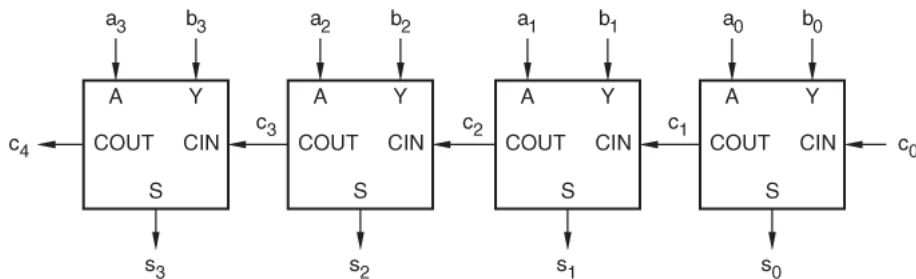 a3 b3 a2 b2 a1 b1 a0 b0
A Y A Y A Y A Y
c4 COUT CIN c3 COUT CIN c2 COUT CIN c1 COUT CIN c0
S S S S
s3 s2 s1 s0